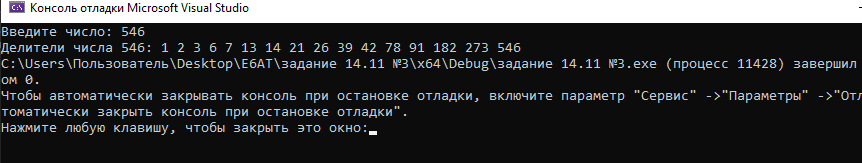 Консоль отладки Microsoft Visual Studio
Введите число: 546
Делители числа 546: 1 2 3 6 7 13 14 21 26 39 42 78 91 182 273 546
C:\Users\Пользователь\Desktop\Е6АТ\задание 14.11 №3\x64\Debug\задание 14.11 №3.exe (процесс 11428) завершил
ом 0.
Чтобы автоматически закрывать консоль при остановке отладки, включите параметр "Сервис" ->"Параметры" ->"Отл
томатически закрыть консоль при остановке отладки".
Нажмите любую клавишу, чтобы закрыть это окно: